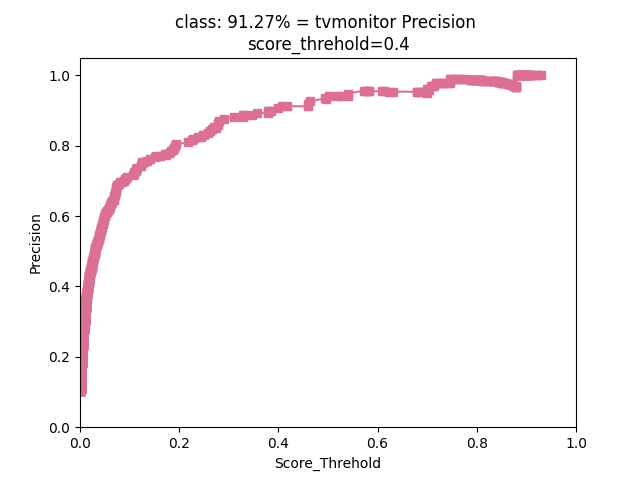 class: 91.27% = tvmonitor Precision
score_threhold=0.4
1.0
0.8
0.6
0.4
0.2
0.0
Precision
0.0 0.2 0.4 0.6 0.8 1.0
Score_Threhold